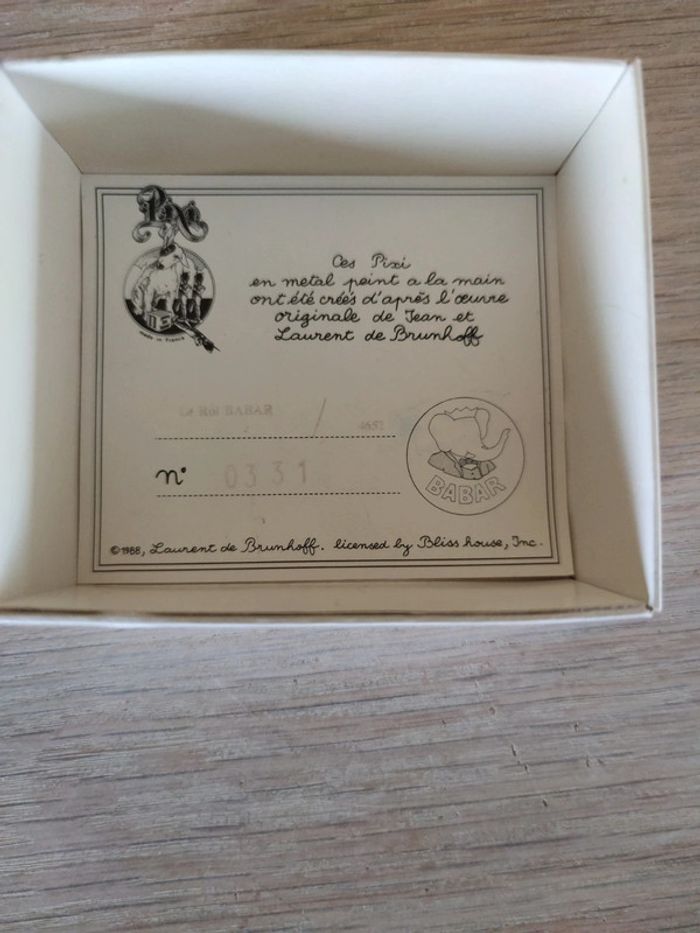 Pixi
made in France
Ces Pixi
en metal peint a la main
ont été créés d'après l'œuvre
originale de Jean et
Laurent de Brunhoff
Le Roi BABAR / 4652
n° 0331
BABAR
©1988, Laurent de Brunhoff. licensed by Bliss house, Inc.